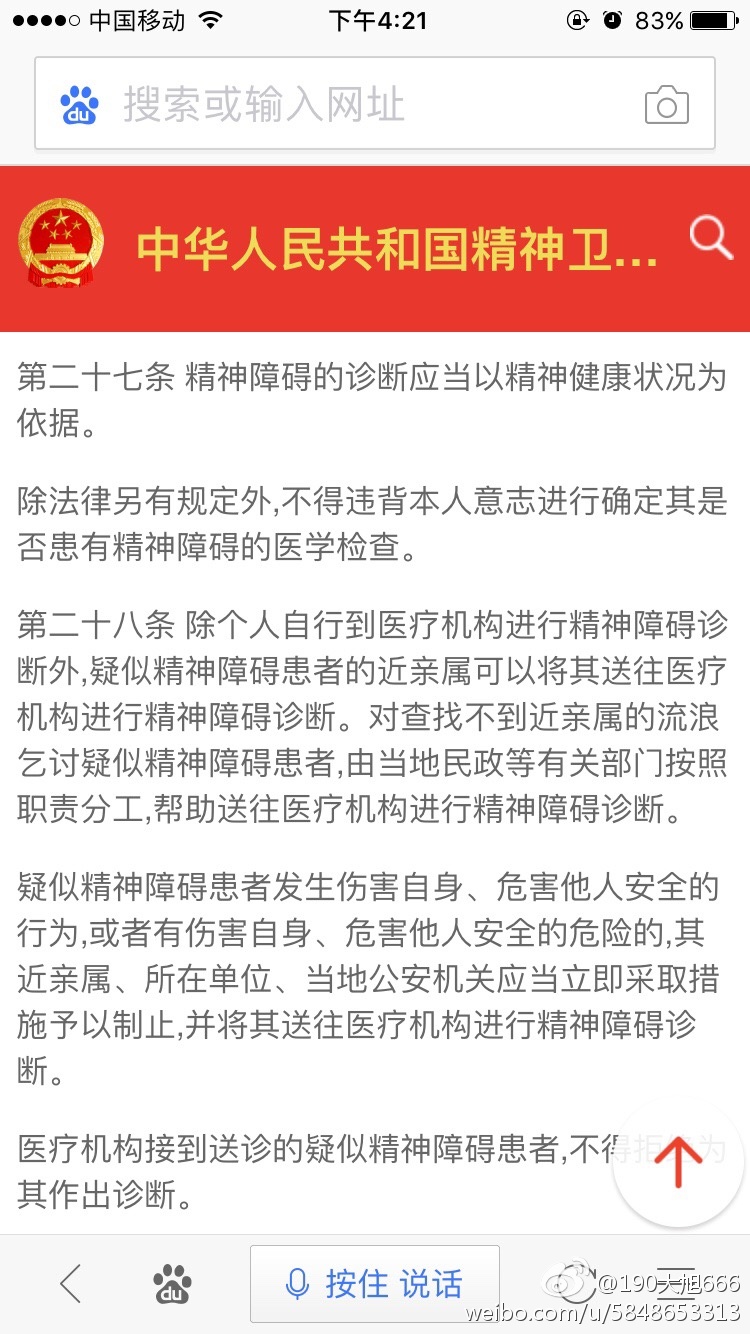 中国移动
下午4:21
83%
du
搜索或输入网址
中华人民共和国精神卫...
第二十七条 精神障碍的诊断应当以精神健康状况为
依据。
除法律另有规定外,不得违背本人意志进行确定其是
否患有精神障碍的医学检查。
第二十八条 除个人自行到医疗机构进行精神障碍诊
断外,疑似精神障碍患者的近亲属可以将其送往医疗
机构进行精神障碍诊断。对查找不到近亲属的流浪
乞讨疑似精神障碍患者,由当地民政等有关部门按照
职责分工,帮助送往医疗机构进行精神障碍诊断。
疑似精神障碍患者发生伤害自身、危害他人安全的
行为,或者有伤害自身、危害他人安全的危险的,其
近亲属、所在单位、当地公安机关应当立即采取措
施予以制止,并将其送往医疗机构进行精神障碍诊
断。
医疗机构接到送诊的疑似精神障碍患者,不得拒绝为
其作出诊断。
du
按住 说话
@190大旭666
weibo.com/u/5848653313